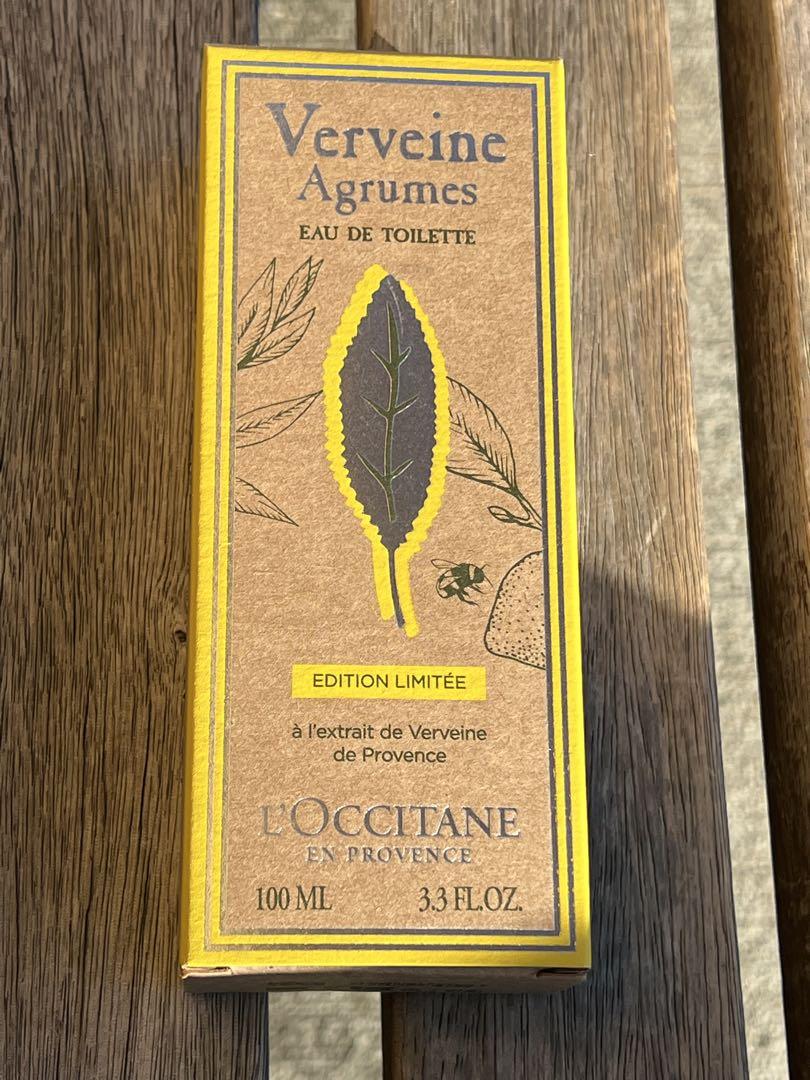 Verveine
Agrumes
EAU DE TOILETTE
EDITION LIMITÉE
à l'extrait de Verveine
de Provence
L'OCCITANE
EN PROVENCE
100 ML 3.3 FL.OZ.